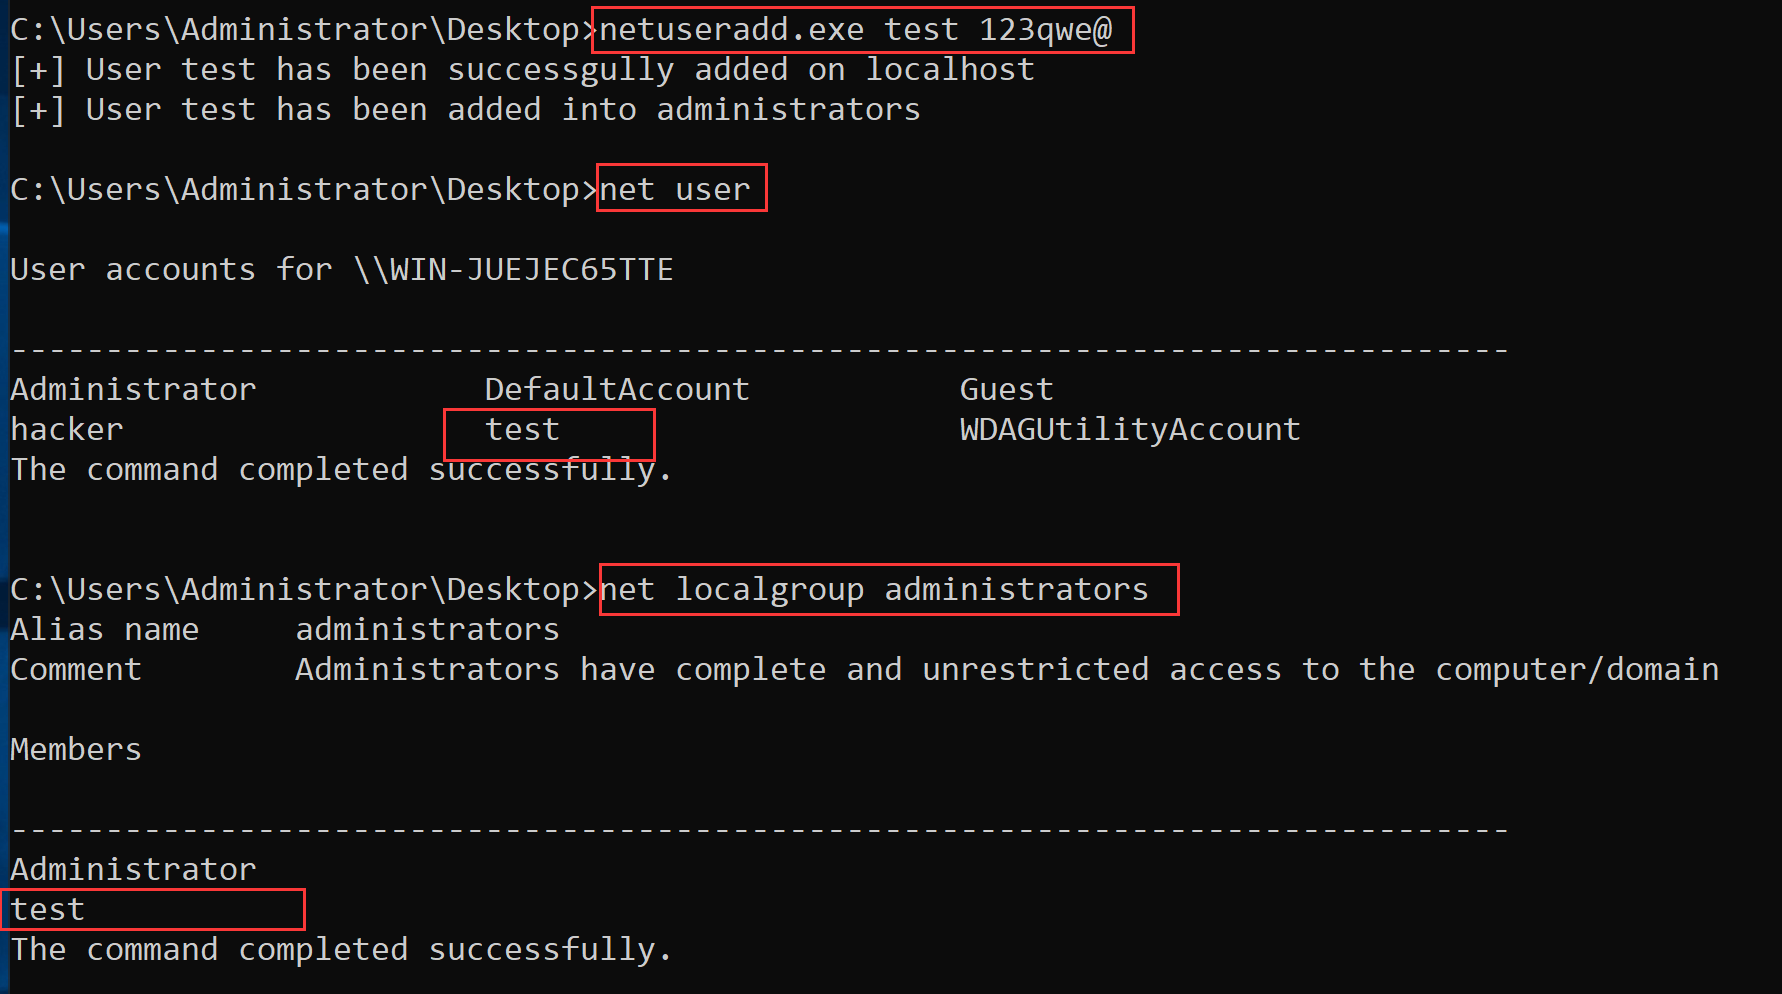 C:\Users\Administrator\Desktop>netuseradd.exe test 123qwe@
[+] User test has been successgully added on localhost
[+] User test has been added into administrators
C:\Users\Administrator\Desktop>net user
User accounts for \\WIN-JUEJEC65TTE
-------------------------------------------------------------------------------
Administrator            DefaultAccount           Guest
hacker                   test                     WDAGUtilityAccount
The command completed successfully.
C:\Users\Administrator\Desktop>net localgroup administrators
Alias name     administrators
Comment        Administrators have complete and unrestricted access to the computer/domain
Members
-------------------------------------------------------------------------------
Administrator
test
The command completed successfully.